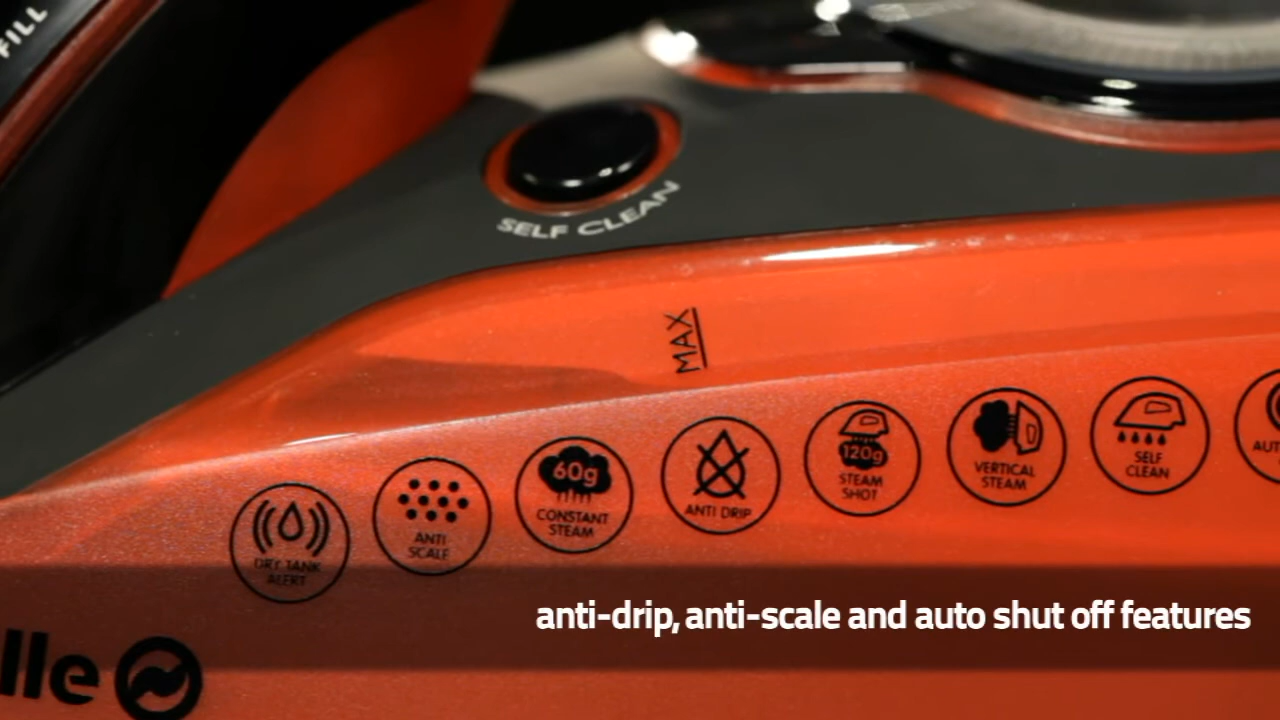 FILL
SELF CLEAN
MAX
DRY TANK
ALERT
ANTI
SCALE
60g
CONSTANT
STEAM
ANTI DRIP
120g
STEAM
SHOT
VERTICAL
STEAM
SELF
CLEAN
AUT
anti-drip, anti-scale and auto shut off features
lle